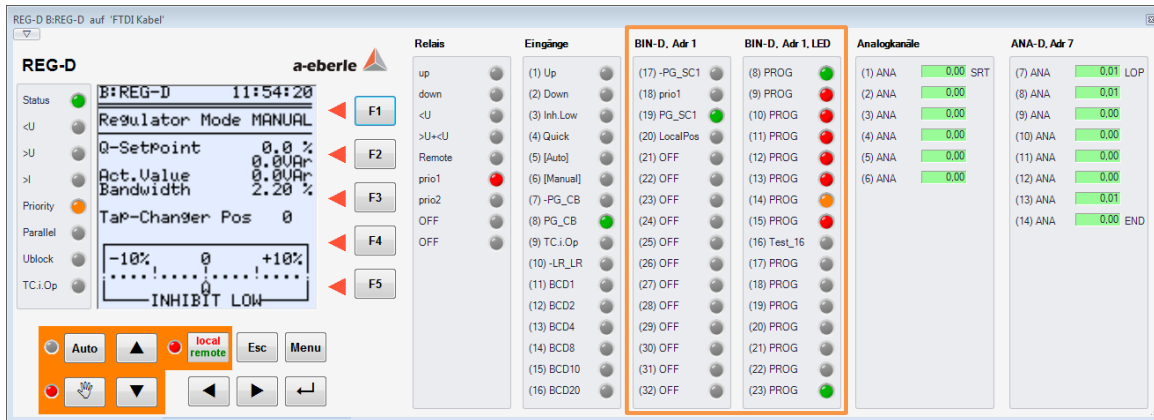 REG-D B:REG-D auf 'FTDI Kabel'
REG-D
a-eberle
Status
<U
>U
>I
Priority
Parallel
Ublock
TC.i.Op
B:REG-D 11:54:20
Regulator Mode MANUAL
Q-SetPoint 0.0 %
0.0VAr
Act.Value 0.0VAr
Bandwidth 2.20 %
Tap-Changer Pos 0
-10% 0 +10%
INHIBIT LOW
F1
F2
F3
F4
F5
Auto
local
remote
Esc
Menu
Relais
up
down
<U
>U+<U
Remote
prio1
prio2
OFF
OFF
Eingänge
(1) Up
(2) Down
(3) Inh.Low
(4) Quick
(5) [Auto]
(6) [Manual]
(7) -PG_CB
(8) PG_CB
(9) TC.i.Op
(10) -LR_LR
(11) BCD1
(12) BCD2
(13) BCD4
(14) BCD8
(15) BCD10
(16) BCD20
BIN-D, Adr 1
(17) -PG_SC1
(18) prio1
(19) PG_SC1
(20) LocalPos
(21) OFF
(22) OFF
(23) OFF
(24) OFF
(25) OFF
(26) OFF
(27) OFF
(28) OFF
(29) OFF
(30) OFF
(31) OFF
(32) OFF
BIN-D, Adr 1, LED
(8) PROG
(9) PROG
(10) PROG
(11) PROG
(12) PROG
(13) PROG
(14) PROG
(15) PROG
(16) Test_16
(17) PROG
(18) PROG
(19) PROG
(20) PROG
(21) PROG
(22) PROG
(23) PROG
Analogkanäle
(1) ANA 0,00 SRT
(2) ANA 0,00
(3) ANA 0,00
(4) ANA 0,00
(5) ANA 0,00
(6) ANA 0,00
ANA-D, Adr 7
(7) ANA 0,01 LOP
(8) ANA 0,01
(9) ANA 0,00
(10) ANA 0,00
(11) ANA 0,00
(12) ANA 0,00
(13) ANA 0,01
(14) ANA 0,00 END